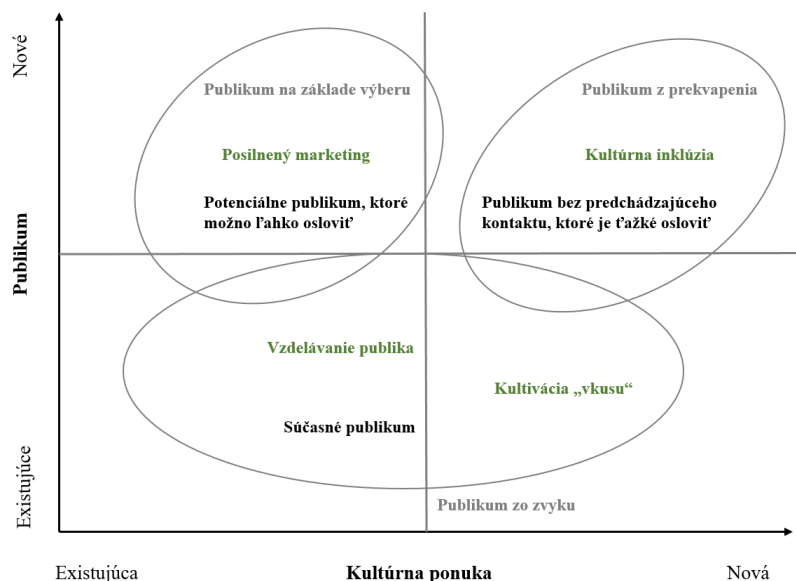 Nové
Publikum na základe výberu
Publikum z prekvapenia
Posilnený marketing
Kultúrna inklúzia
Potenciálne publikum, ktoré
možno ľahko osloviť
Publikum bez predchádzajúceho
kontaktu, ktoré je ťažké osloviť
Publikum
Vzdelávanie publika
Kultivácia „vkusu“
Súčasné publikum
Publikum zo zvyku
Existujúce
Existujúca
Kultúrna ponuka
Nová